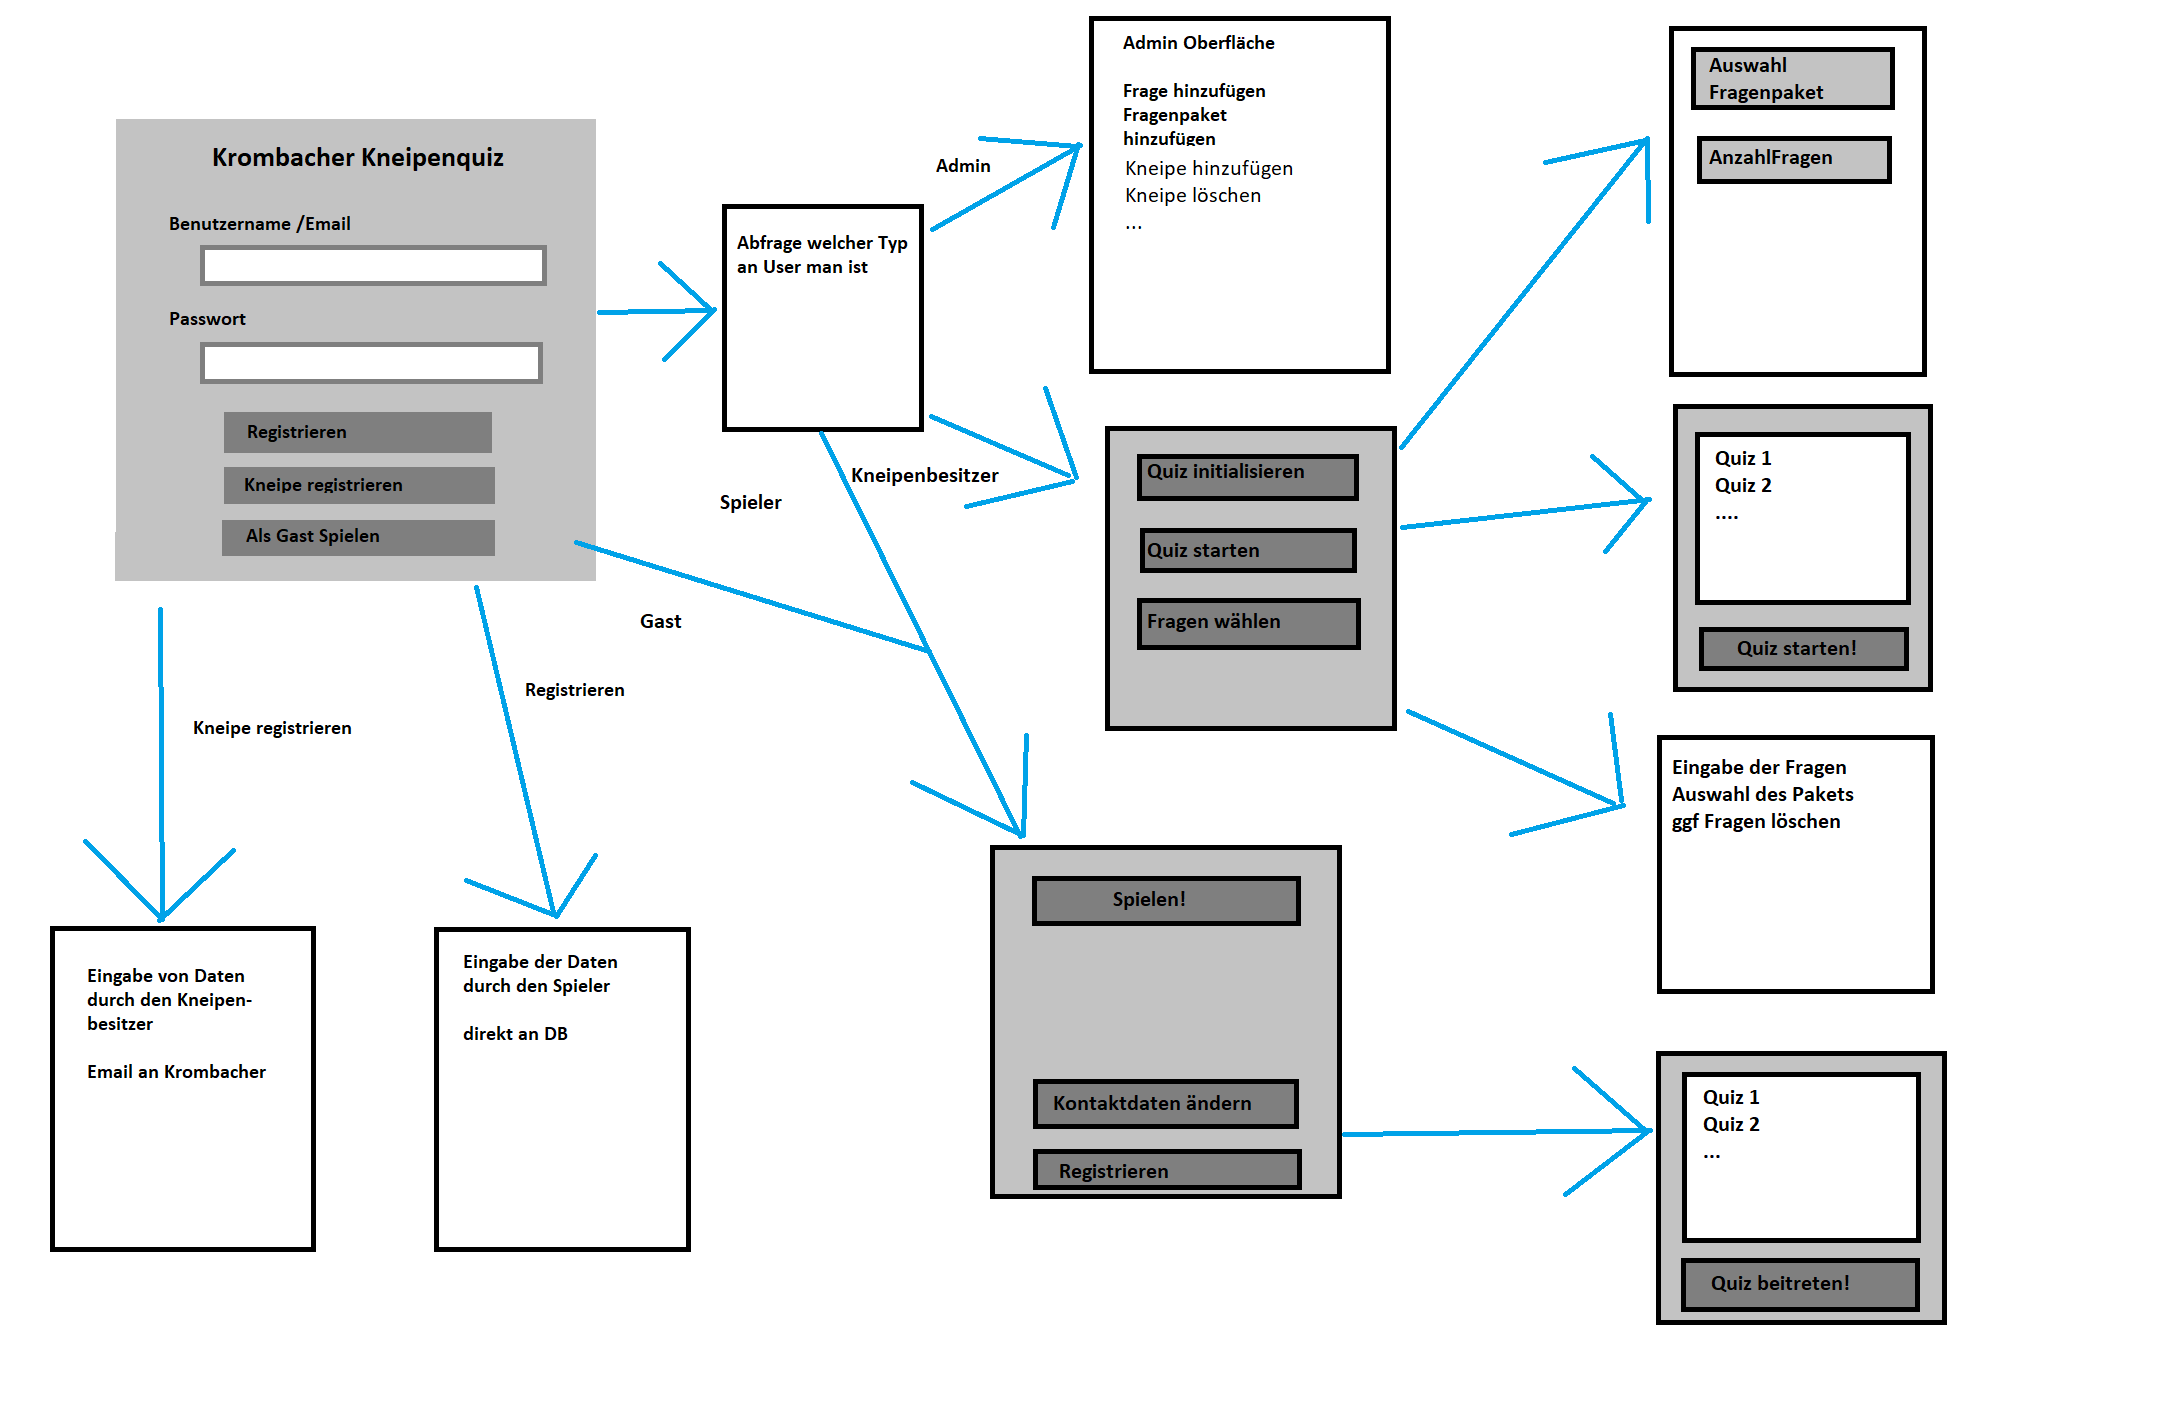 Krombacher Kneipenquiz
Benutzername /Email
Passwort
Registrieren
Kneipe registrieren
Als Gast Spielen
Abfrage welcher Typ
an User man ist
Admin
Kneipenbesitzer
Spieler
Gast
Registrieren
Kneipe registrieren
Admin Oberfläche
Frage hinzufügen
Fragenpaket
hinzufügen
Kneipe hinzufügen
Kneipe löschen
...
Quiz initialisieren
Quiz starten
Fragen wählen
Auswahl
Fragenpaket
AnzahlFragen
Quiz 1
Quiz 2
....
Quiz starten!
Eingabe der Fragen
Auswahl des Pakets
ggf Fragen löschen
Eingabe von Daten
durch den Kneipen-
besitzer
Email an Krombacher
Eingabe der Daten
durch den Spieler
direkt an DB
Spielen!
Kontaktdaten ändern
Registrieren
Quiz 1
Quiz 2
...
Quiz beitreten!